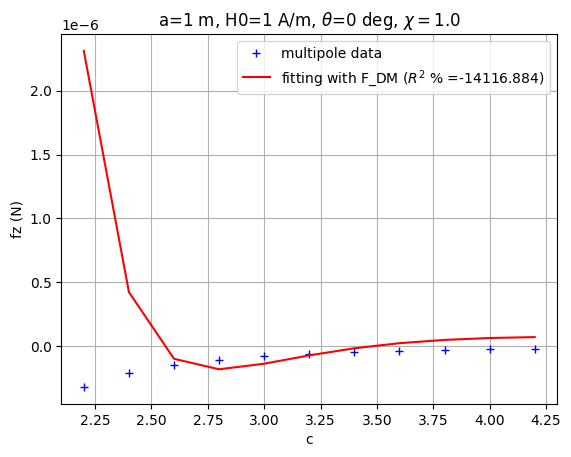 a=1 m, H0=1 A/m, θ=0 deg, χ = 1.0
1e−6
multipole data
fitting with F_DM (R² % =-14116.884)
2.0
1.5
1.0
0.5
0.0
fz (N)
2.25 2.50 2.75 3.00 3.25 3.50 3.75 4.00 4.25
c